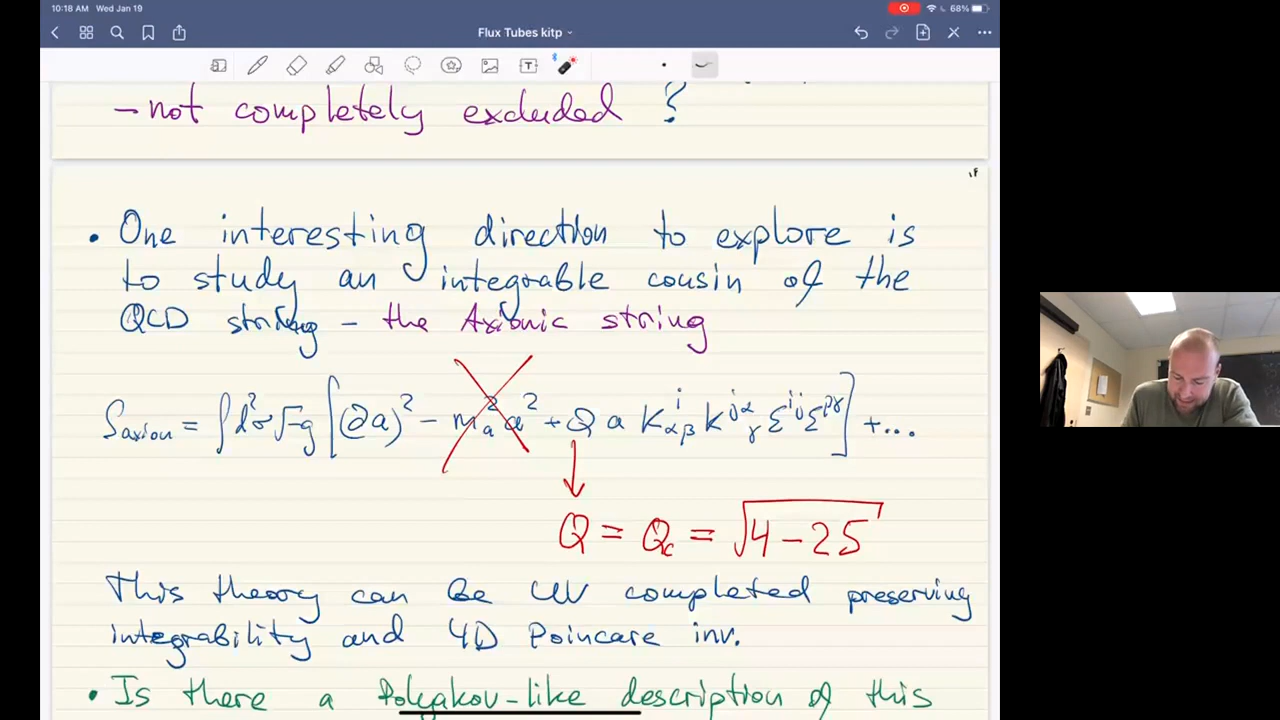 10:18 AM Wed Jan 19
68%
Flux Tubes kitp
– not completely excluded ?
• One interesting direction to explore is
to study an integrable cousin of the
QCD string – the Axionic string
S_axion = ∫d²σ√-g [(∂a)² – m_a² a² + Q a K^i_αβ K^jα_γ ε^ij ε^βγ] + ...
Q = Q_c = √4-25
This theory can be UV completed preserving
integrability and 4D Poincare inv.
• Is there a Polyakov-like description of this